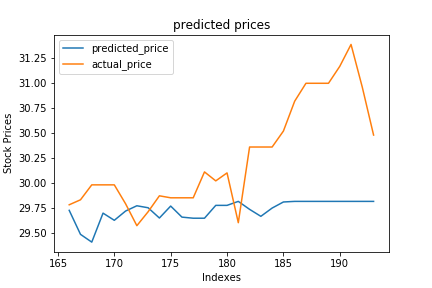 predicted prices
predicted_price
actual_price
Stock Prices
31.25
31.00
30.75
30.50
30.25
30.00
29.75
29.50
165 170 175 180 185 190
Indexes